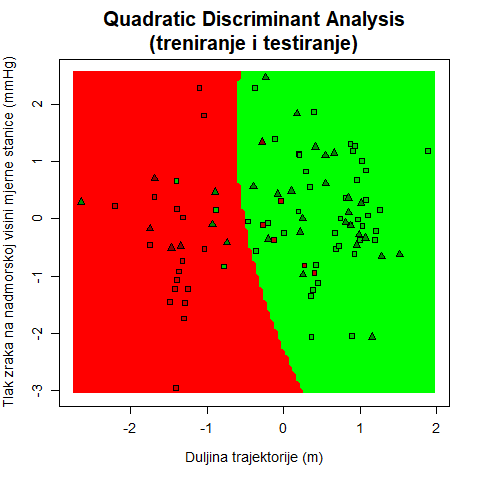 Quadratic Discriminant Analysis
(treniranje i testiranje)
Tlak zraka na nadmorskoj visini mjerne stanice (mmHg)
2
1
0
-1
-2
-3
-2
-1
0
1
2
Duljina trajektorije (m)